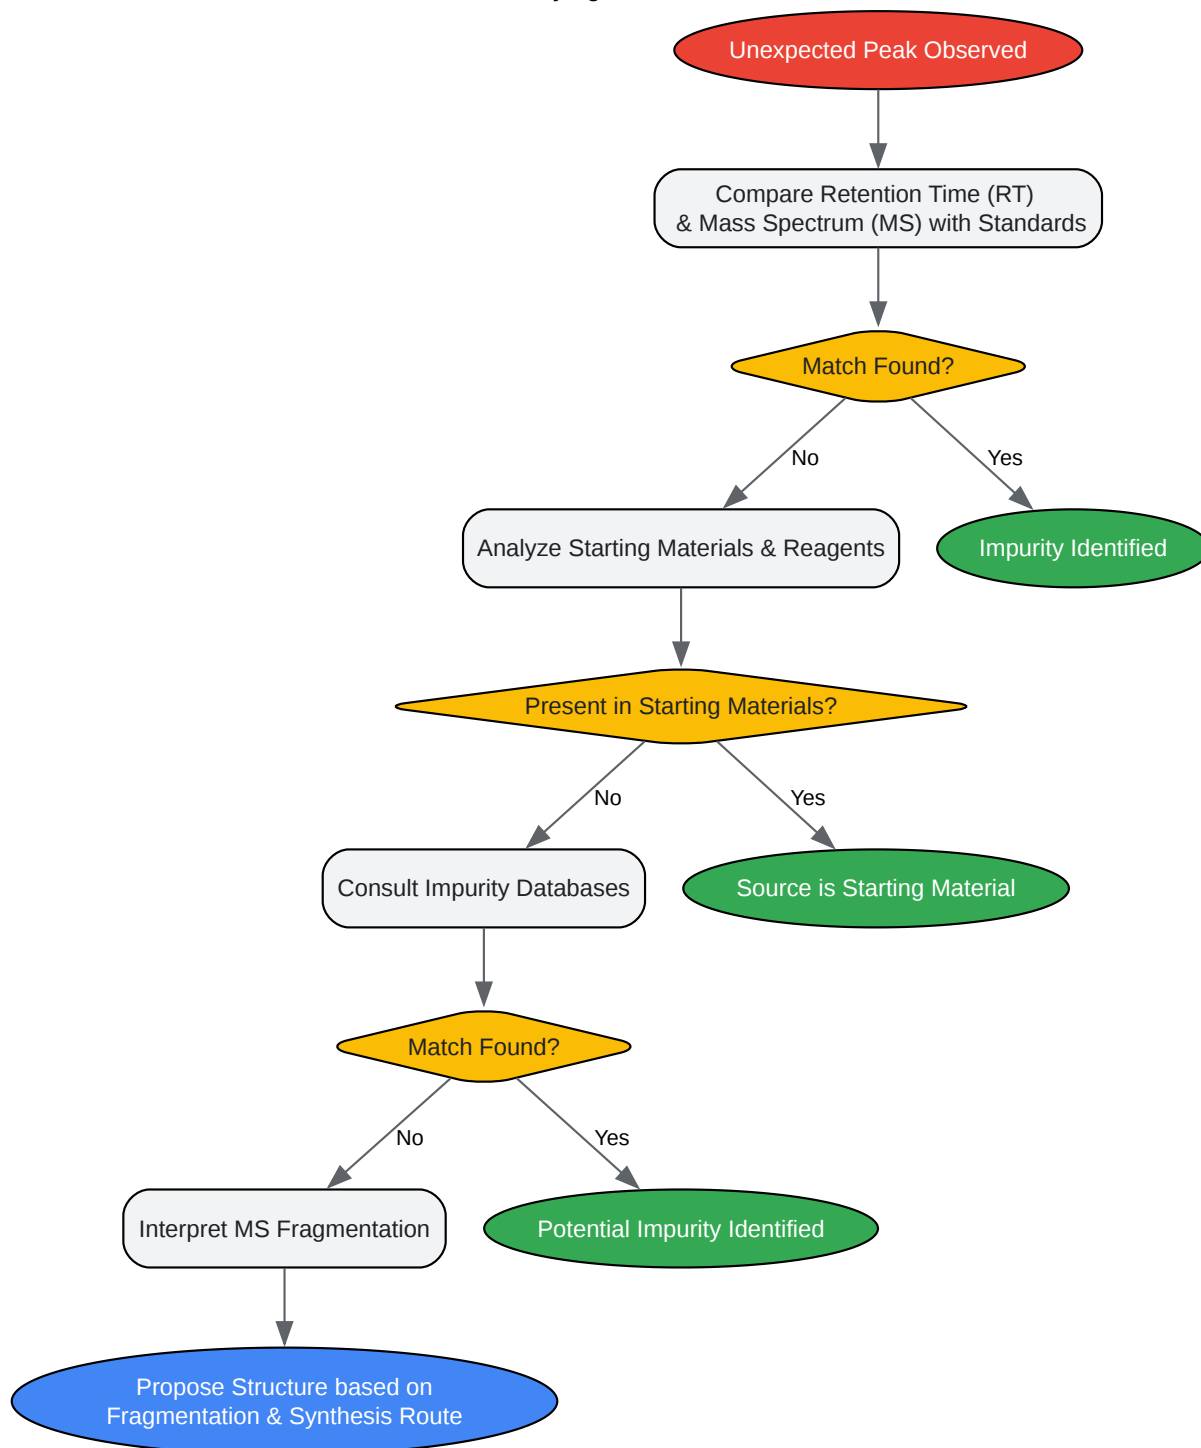 Unexpected Peak Observed
Compare Retention Time (RT)
& Mass Spectrum (MS) with Standards
Match Found?
No
Yes
Analyze Starting Materials & Reagents
Impurity Identified
Present in Starting Materials?
No
Yes
Consult Impurity Databases
Source is Starting Material
Match Found?
No
Yes
Interpret MS Fragmentation
Potential Impurity Identified
Propose Structure based on
Fragmentation & Synthesis Route